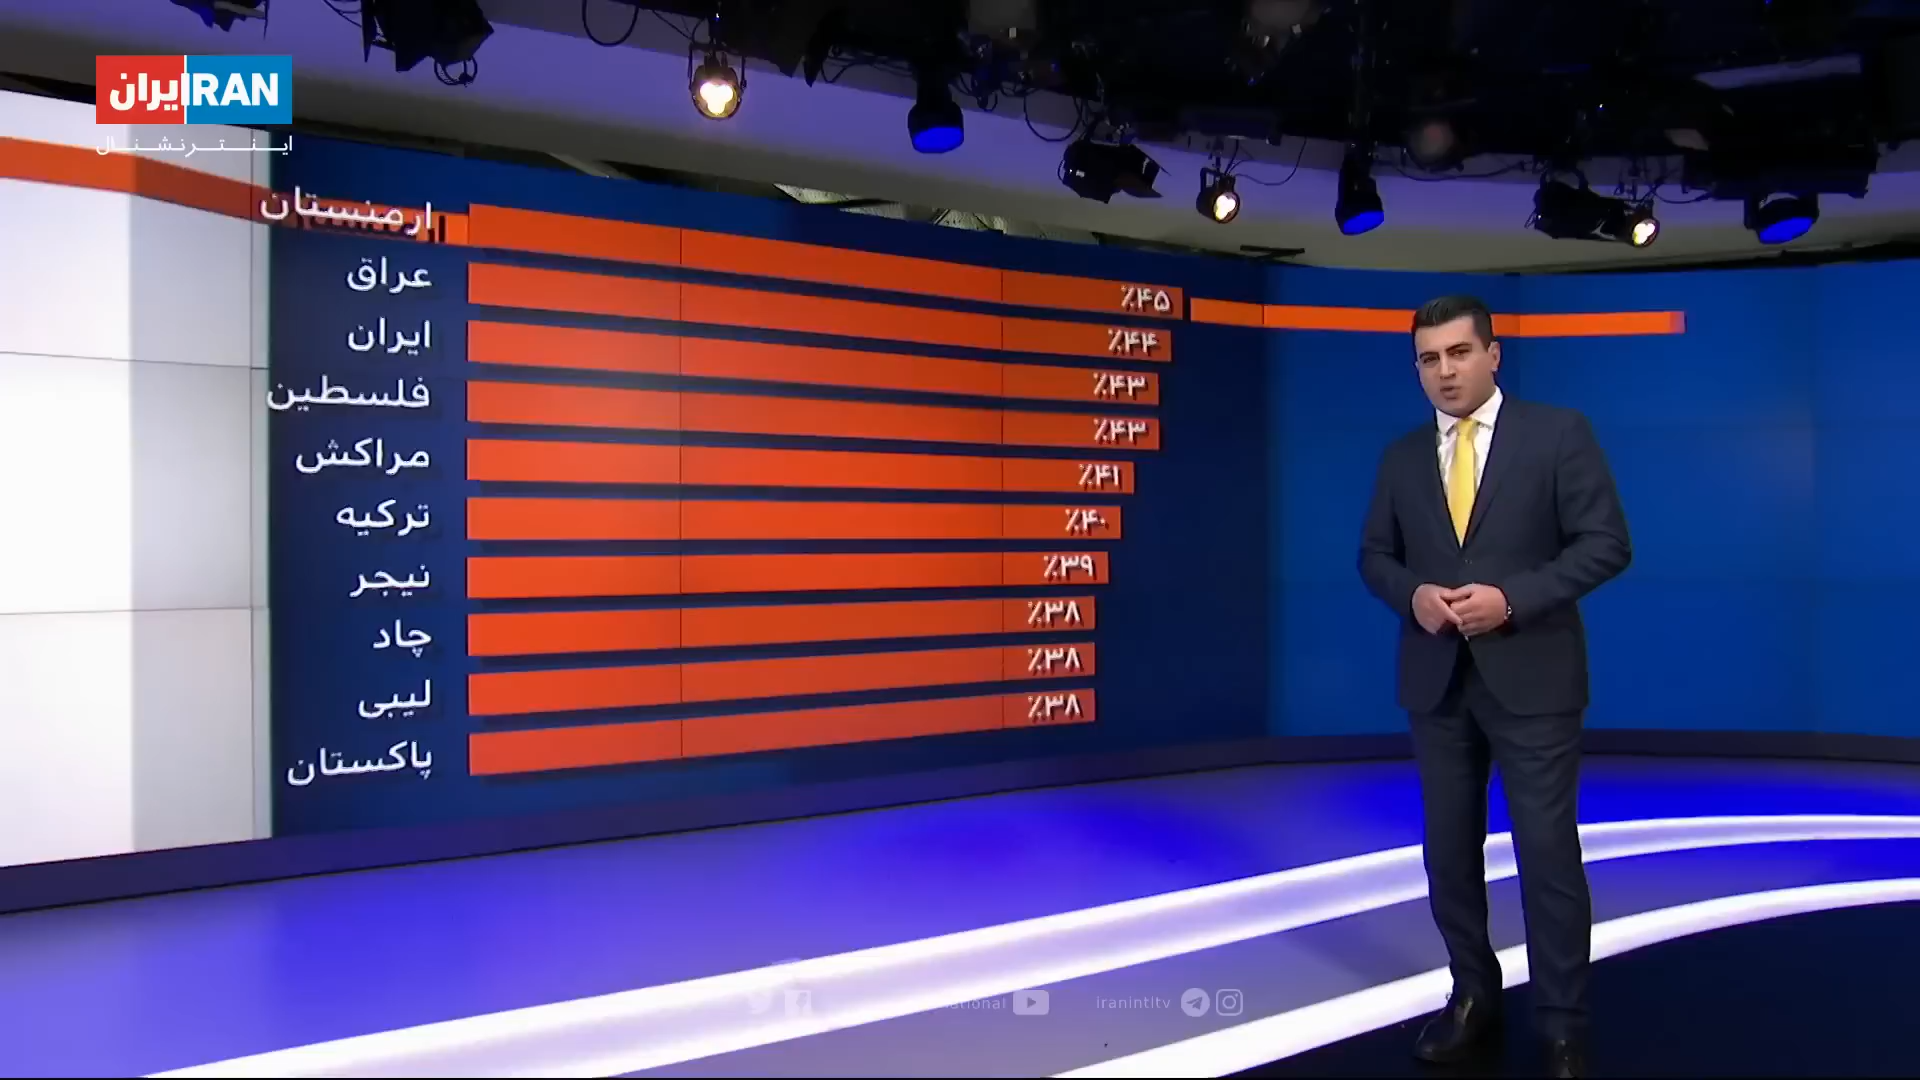 ایران IRAN
اینترنشنال
ارمنستان ٪۴۵
عراق ٪۴۴
ایران ٪۴۳
فلسطین ٪۴۳
مراکش ٪۴۱
ترکیه ٪۴۰
نیجر ٪۳۹
چاد ٪۳۸
لیبی ٪۳۸
پاکستان ٪۳۸
iranintltv